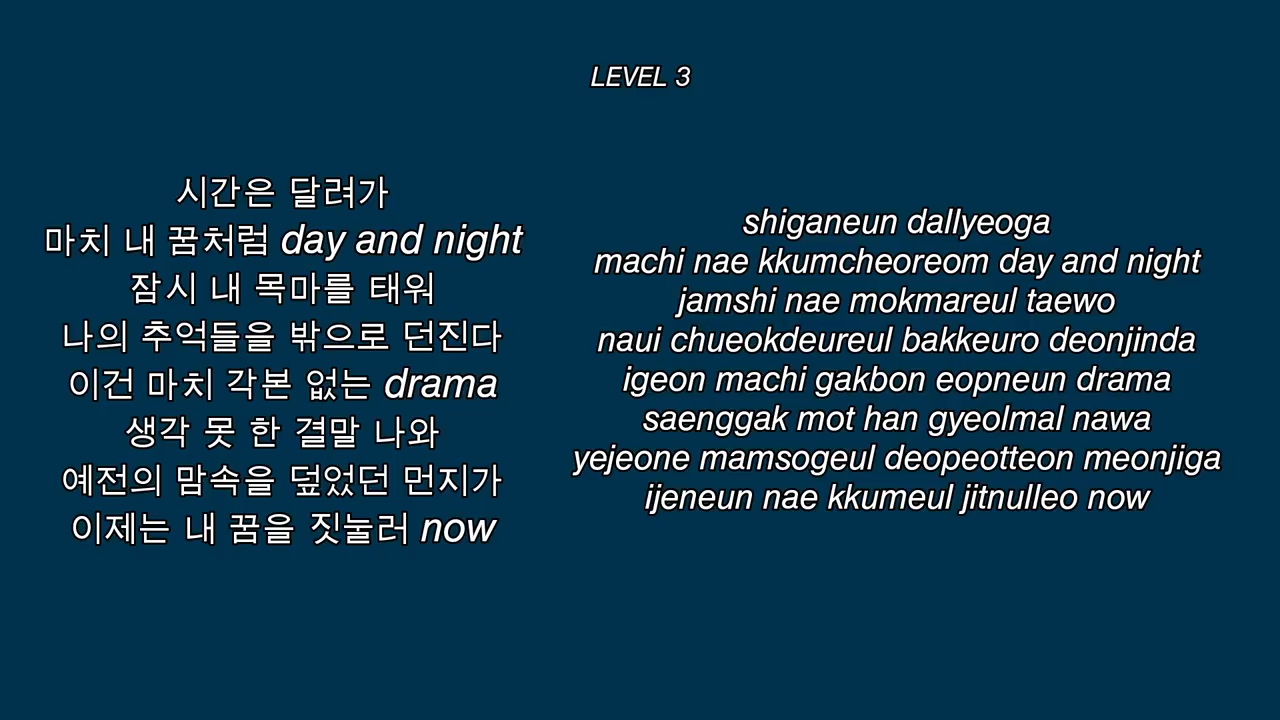 LEVEL 3
시간은 달려가
마치 내 꿈처럼 day and night
잠시 내 목마를 태워
나의 추억들을 밖으로 던진다
이건 마치 각본 없는 drama
생각 못 한 결말 나와
예전의 맘속을 덮었던 먼지가
이제는 내 꿈을 짓눌러 now
shiganeun dallyeoga
machi nae kkumcheoreom day and night
jamshi nae mokmareul taewo
naui chueokdeureul bakkeuro deonjinda
igeon machi gakbon eopneun drama
saenggak mot han gyeolmal nawa
yejeone mamsogeul deopeotteon meonjiga
ijeneun nae kkumeul jitnulleo now